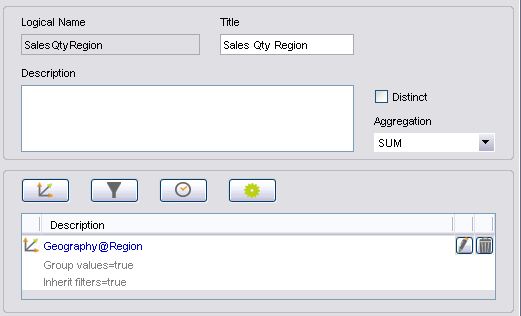 Logical Name
Title
SalesQtyRegion
Sales Qty Region
Description
Distinct
Aggregation
SUM
Description
Geography@Region
Group values=true
Inherit filters=true